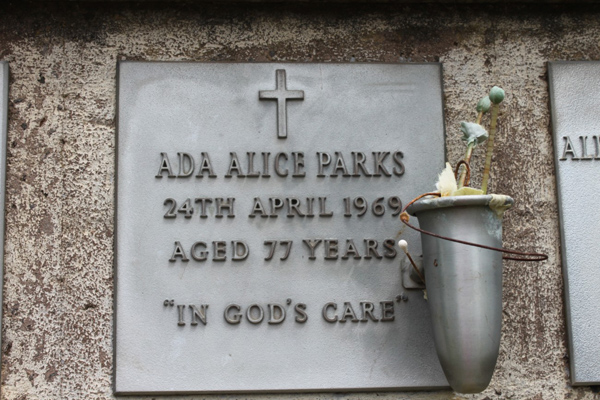 ADA ALICE PARKS
24TH APRIL 1969
AGED 77 YEARS
"IN GOD'S CARE"